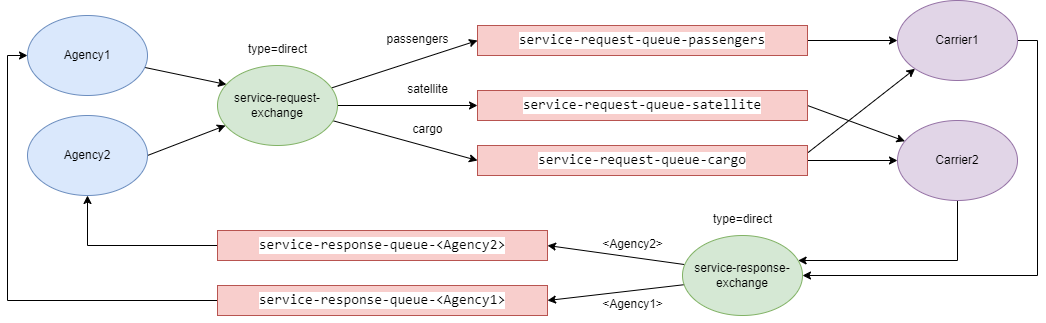 Agency1
Agency2
type=direct
service-request-
exchange
passengers
satellite
cargo
service-request-queue-passengers
service-request-queue-satellite
service-request-queue-cargo
Carrier1
Carrier2
type=direct
service-response-
exchange
<Agency2>
<Agency1>
service-response-queue-<Agency2>
service-response-queue-<Agency1>